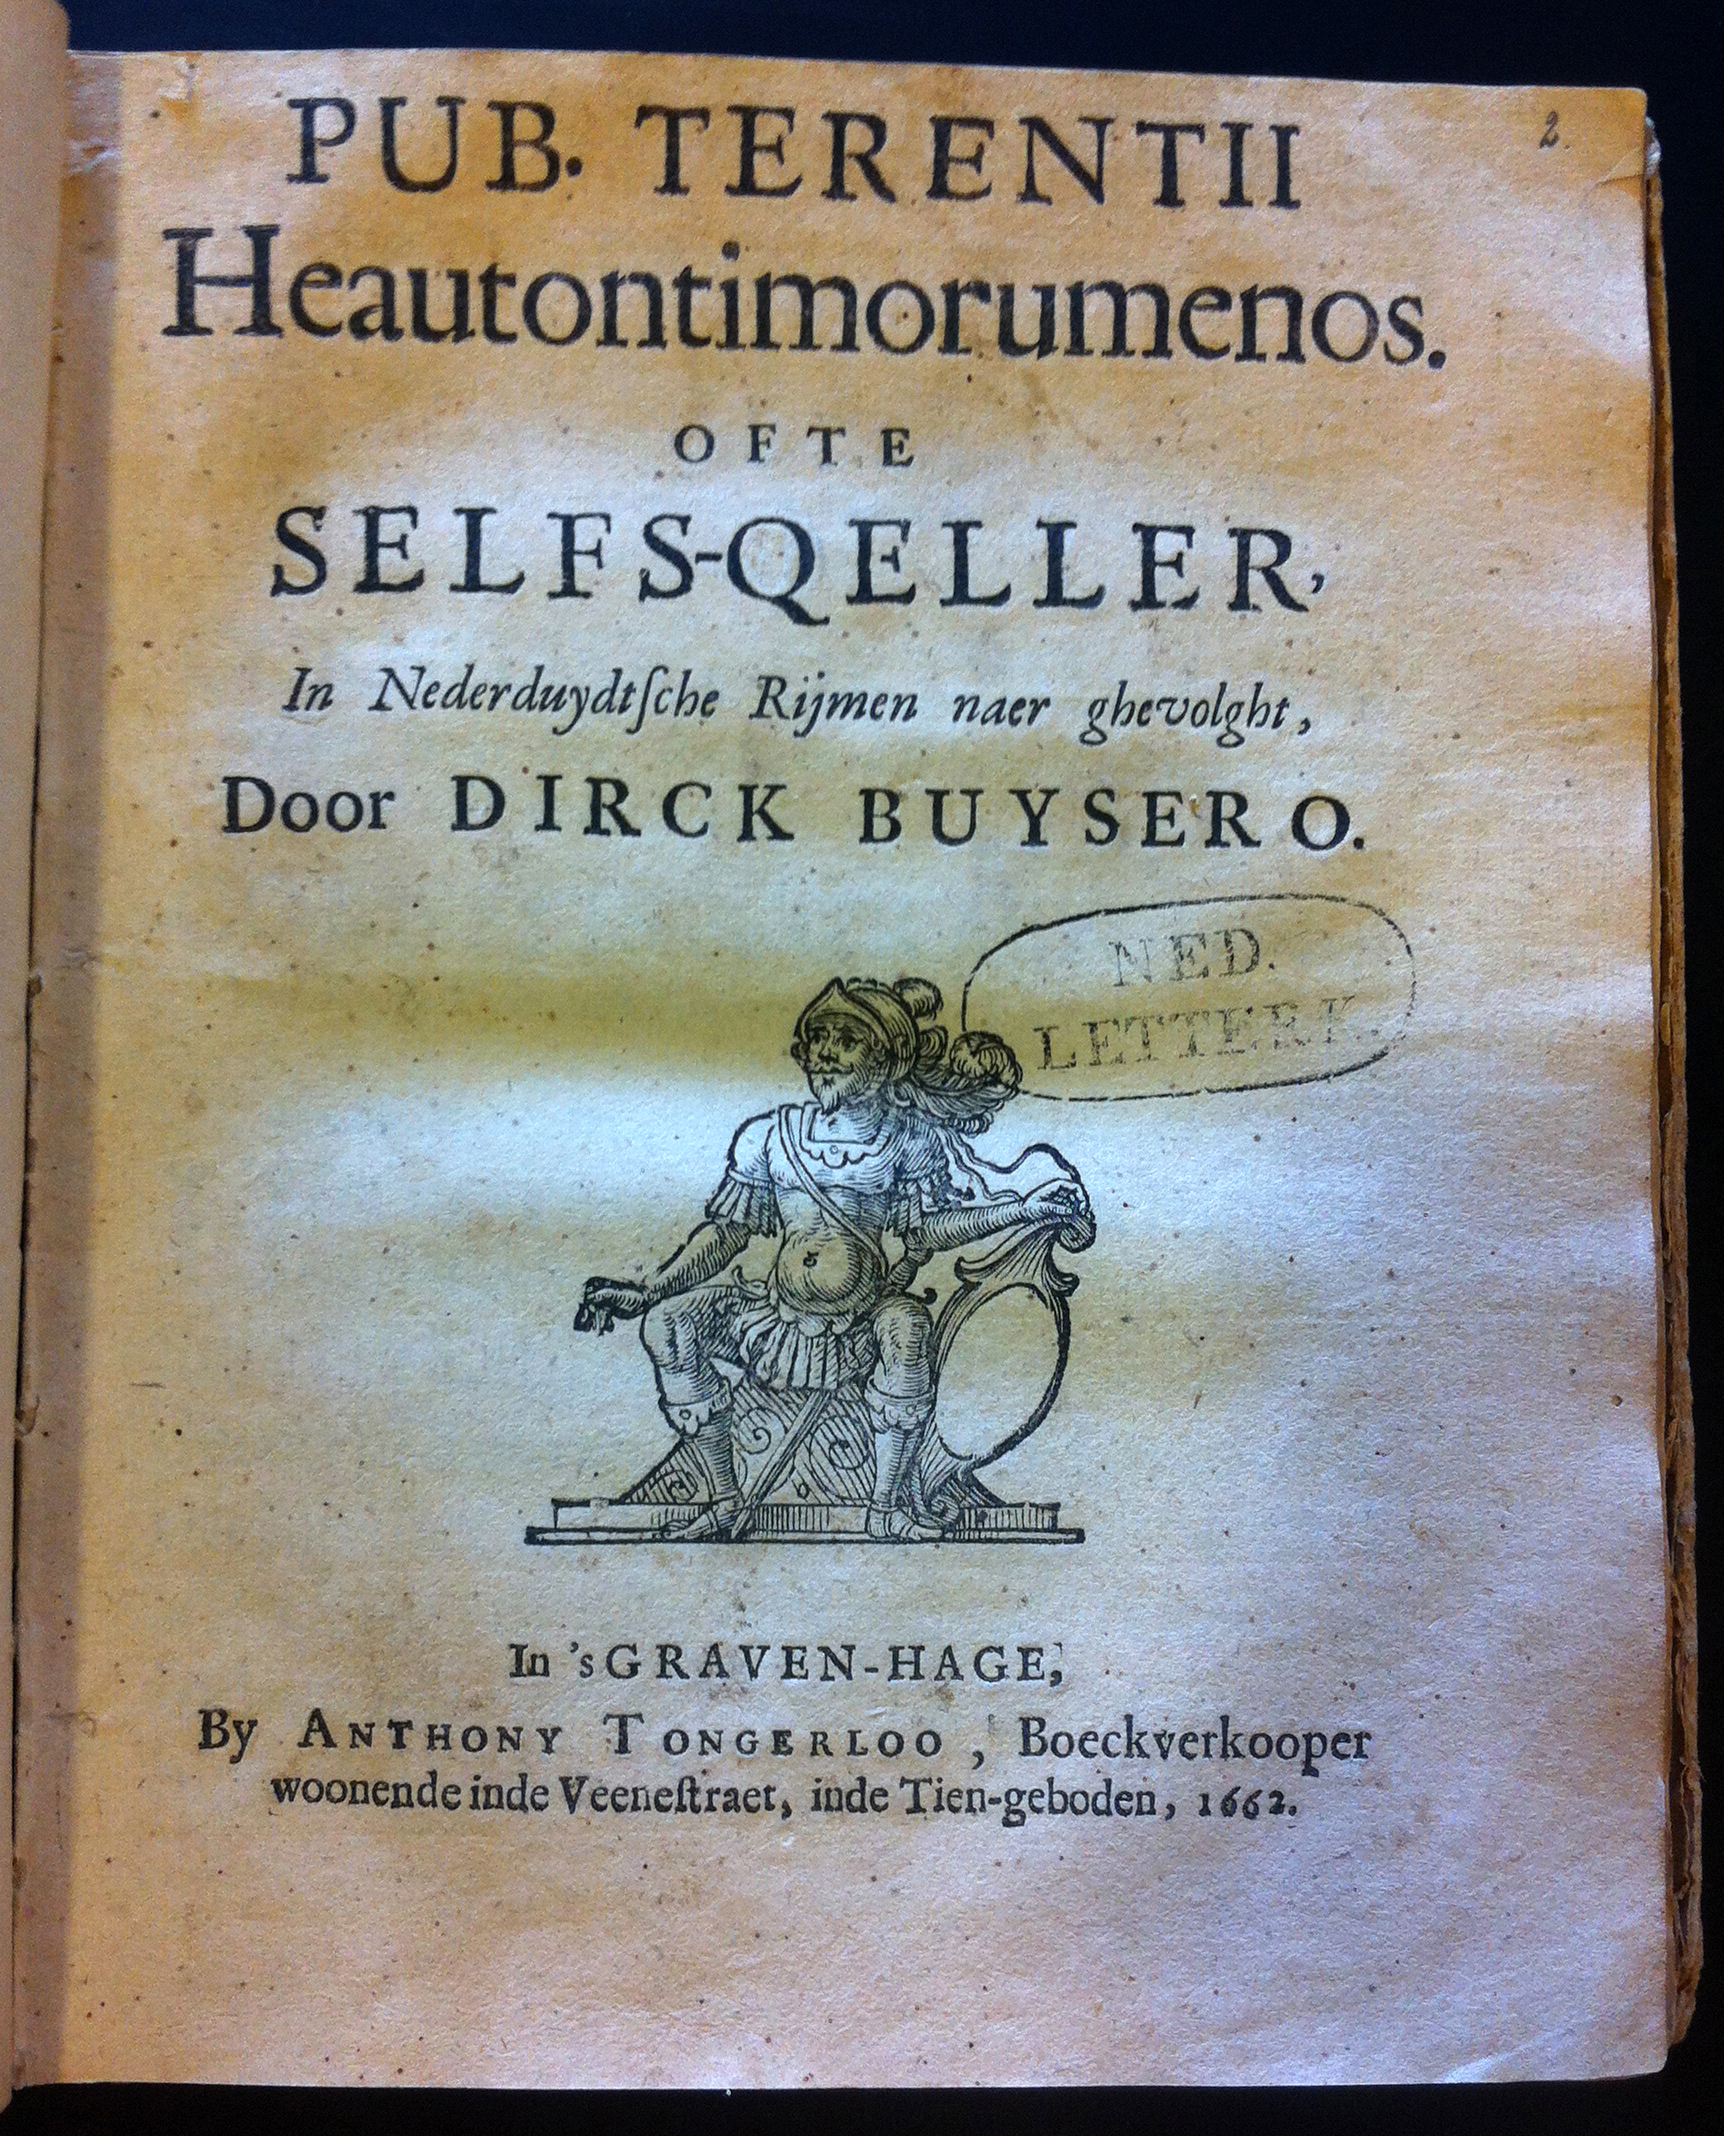 2.
PUB. TERENTII
Heautontimorumenos.
OFTE
SELFS-QELLER,
In Nederduydtſche Rijmen naer ghevolght,
Door DIRCK BUYSERO.
NED.
LETTERK.
In 'sGRAVEN-HAGE,
By ANTHONY TONGERLOO, Boeckverkooper
woonende inde Veeneſtraet, inde Tien-geboden, 1662.